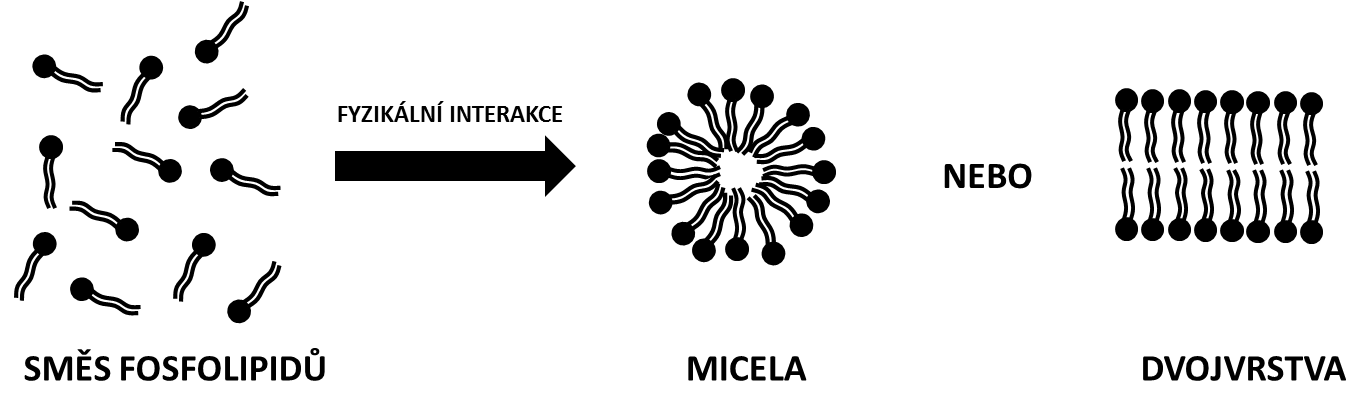 FYZIKÁLNÍ INTERAKCE
NEBO
SMĚS FOSFOLIPIDŮ
MICELA
DVOJVRSTVA